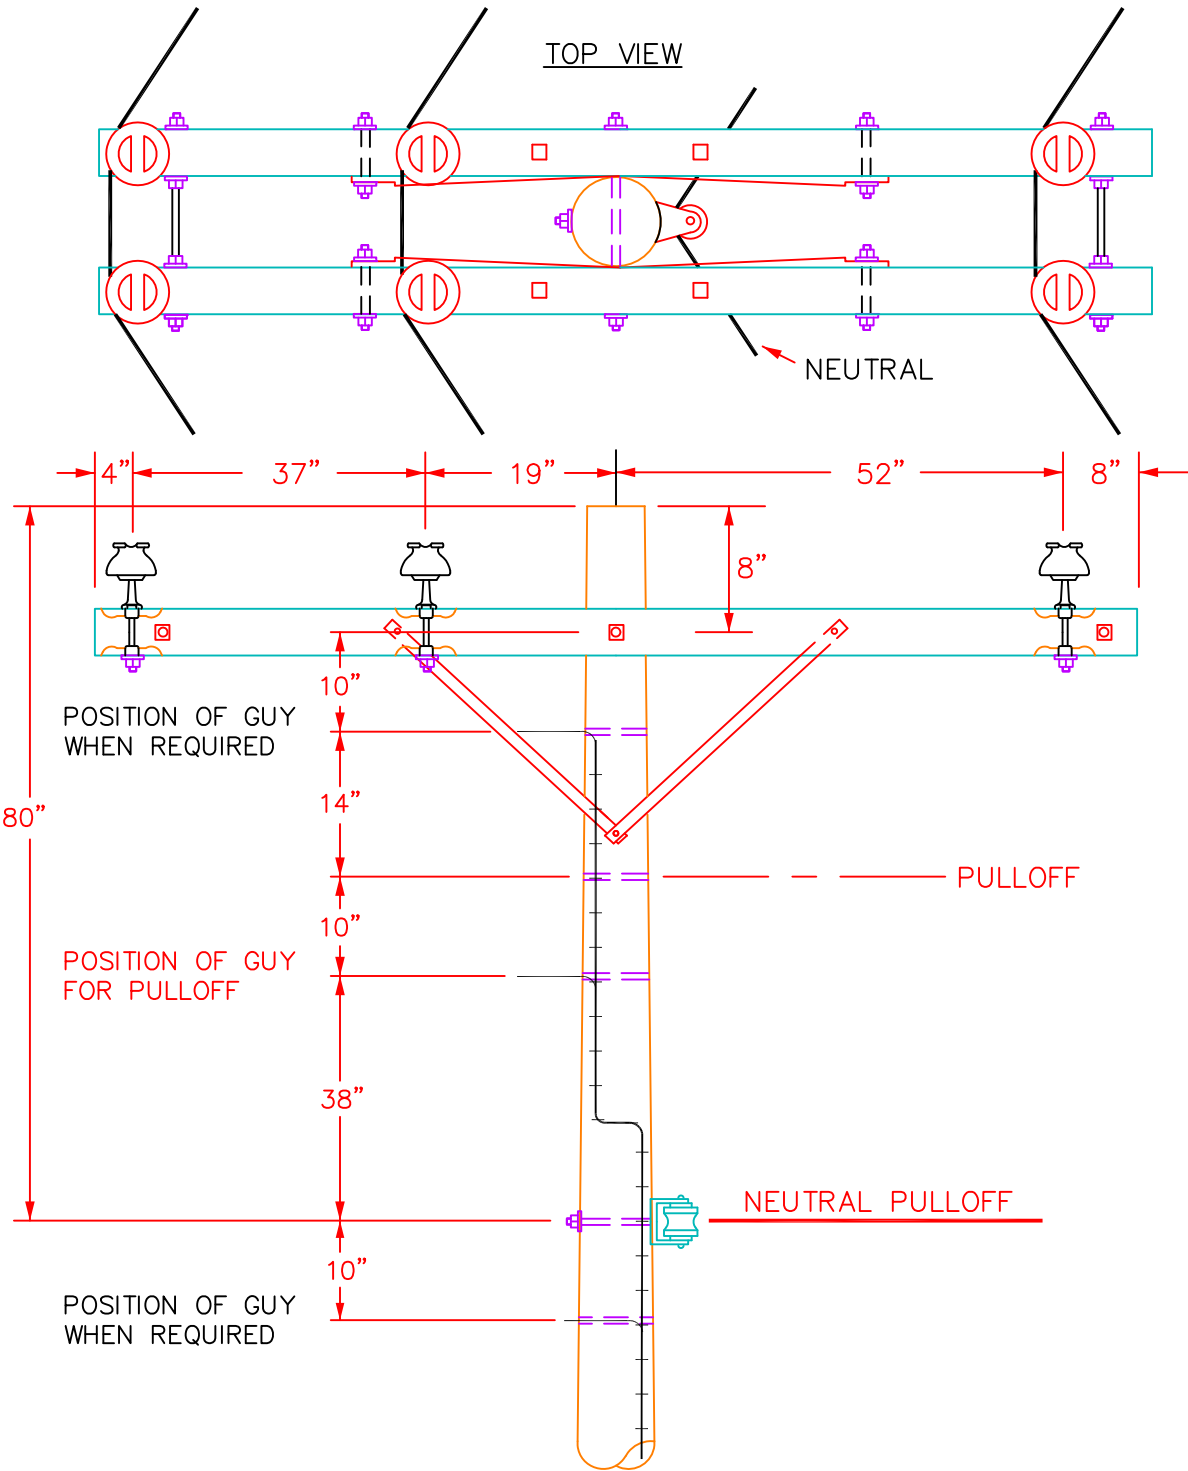 TOP VIEW
NEUTRAL
4”
37”
19”
52”
8”
8”
10”
POSITION OF GUY
WHEN REQUIRED
14”
80”
PULLOFF
10”
POSITION OF GUY
FOR PULLOFF
38”
NEUTRAL PULLOFF
10”
POSITION OF GUY
WHEN REQUIRED